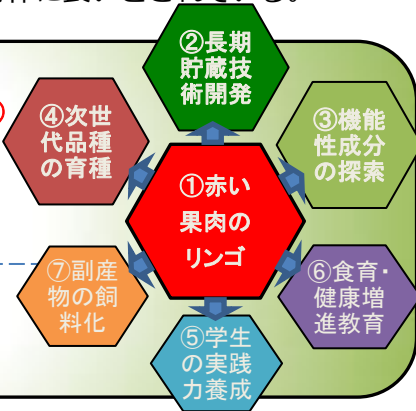 ②長期
貯蔵技
術開発
④次世
代品種
の育種
③機能
性成分
の探索
①赤い
果肉の
リンゴ
⑦副産
物の飼
料化
⑥食育・
健康増
進教育
⑤学生
の実践
力養成